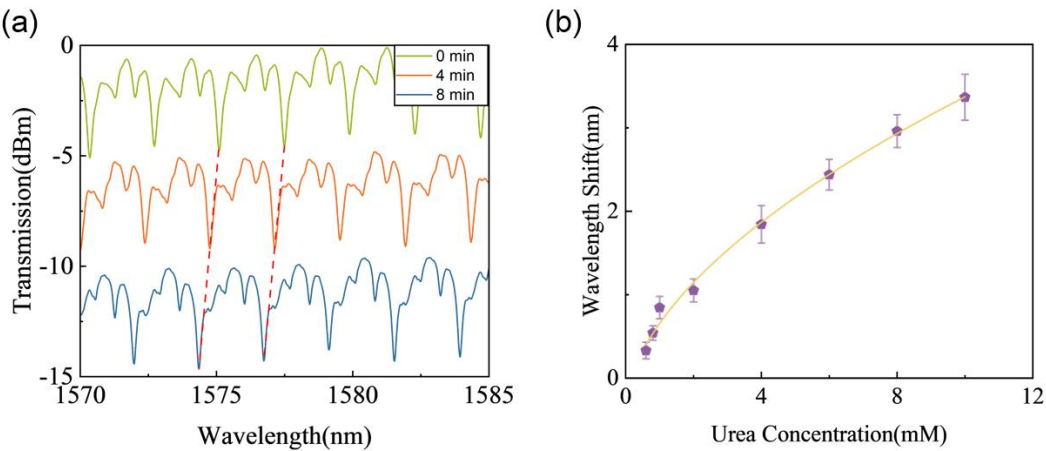 (a)
0
-5
-10
-15
Transmission(dBm)
0 min
4 min
8 min
1570
1575
1580
1585
Wavelength(nm)
(b)
4
2
0
Wavelength Shift(nm)
0
4
8
12
Urea Concentration(mM)